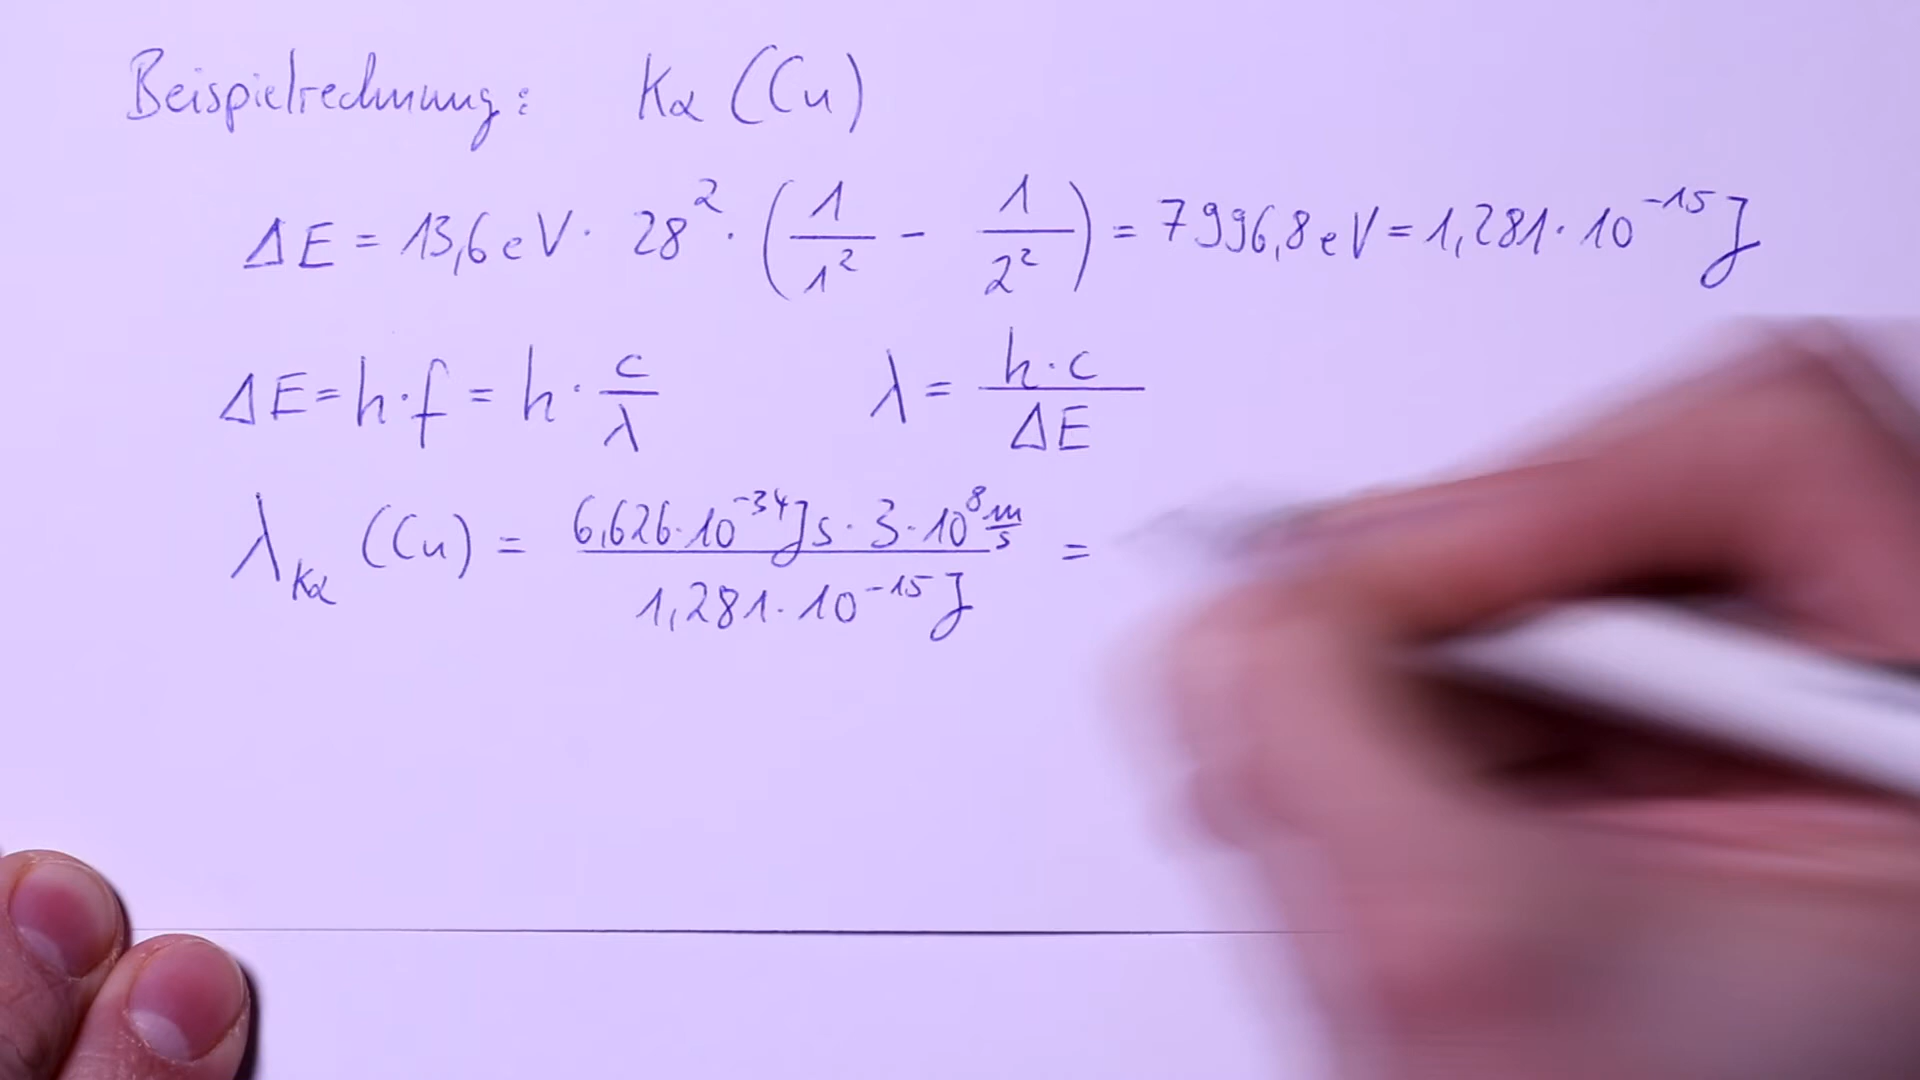 Beispielrechnung: Kα (Cu)
ΔE = 13,6 eV · 28² · (1/1² - 1/2²) = 7996,8 eV = 1,281 · 10⁻¹⁵ J
ΔE = h · f = h · c/λ λ = h · c/ΔE
λKα (Cu) = 6,626 · 10⁻³⁴ Js · 3 · 10⁸ m/s / 1,281 · 10⁻¹⁵ J =